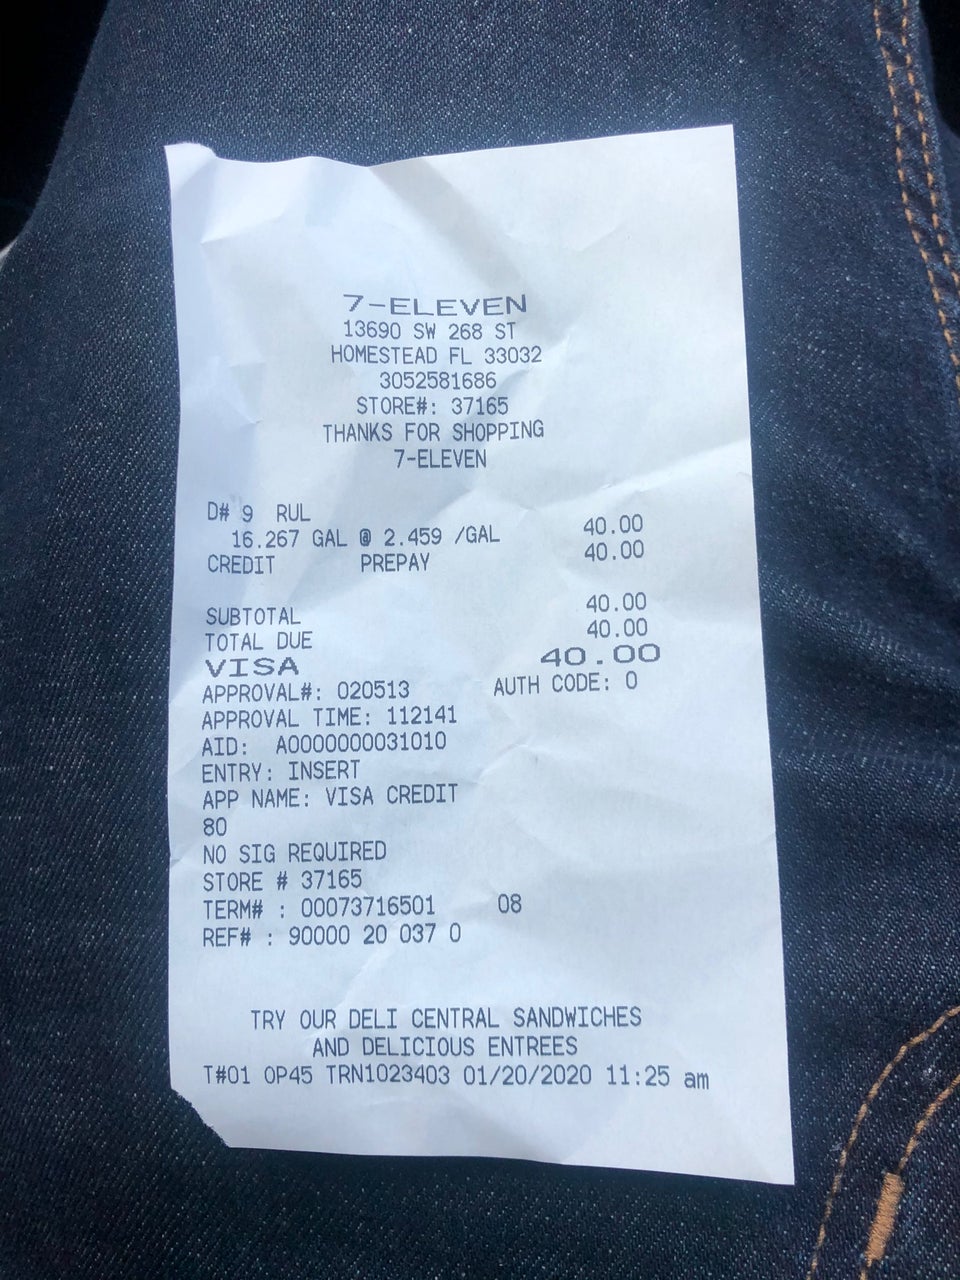 7-ELEVEN
13690 SW 268 ST
HOMESTEAD FL 33032
3052581686
STORE#: 37165
THANKS FOR SHOPPING
7-ELEVEN
D# 9 RUL 40.00
16.267 GAL @ 2.459 /GAL
CREDIT PREPAY 40.00
SUBTOTAL 40.00
TOTAL DUE 40.00
VISA 40.00
APPROVAL#: 020513 AUTH CODE: 0
APPROVAL TIME: 112141
AID: A0000000031010
ENTRY: INSERT
APP NAME: VISA CREDIT
80
NO SIG REQUIRED
STORE # 37165
TERM# : 00073716501 08
REF# : 90000 20 037 0
TRY OUR DELI CENTRAL SANDWICHES
AND DELICIOUS ENTREES
T#01 OP45 TRN1023403 01/20/2020 11:25 am